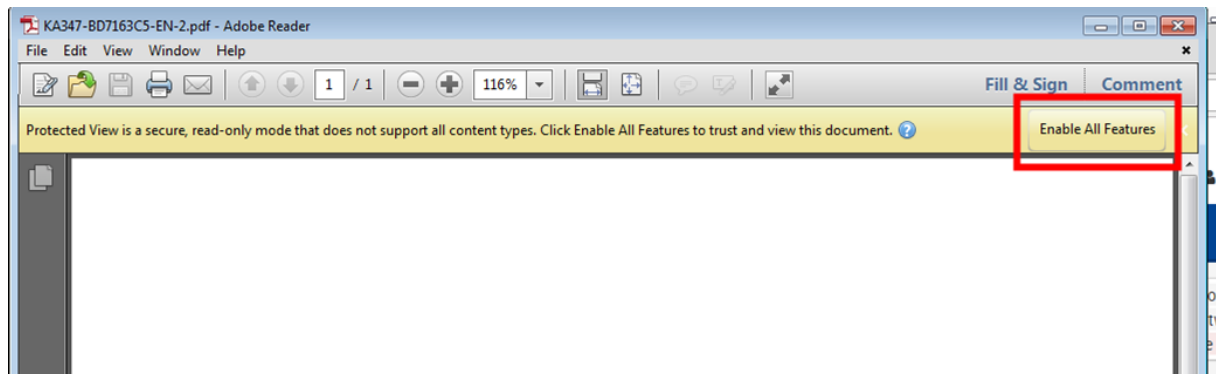 KA347-BD7163C5-EN-2.pdf - Adobe Reader
File Edit View Window Help
1 / 1 116% Fill & Sign Comment
Protected View is a secure, read-only mode that does not support all content types. Click Enable All Features to trust and view this document. Enable All Features